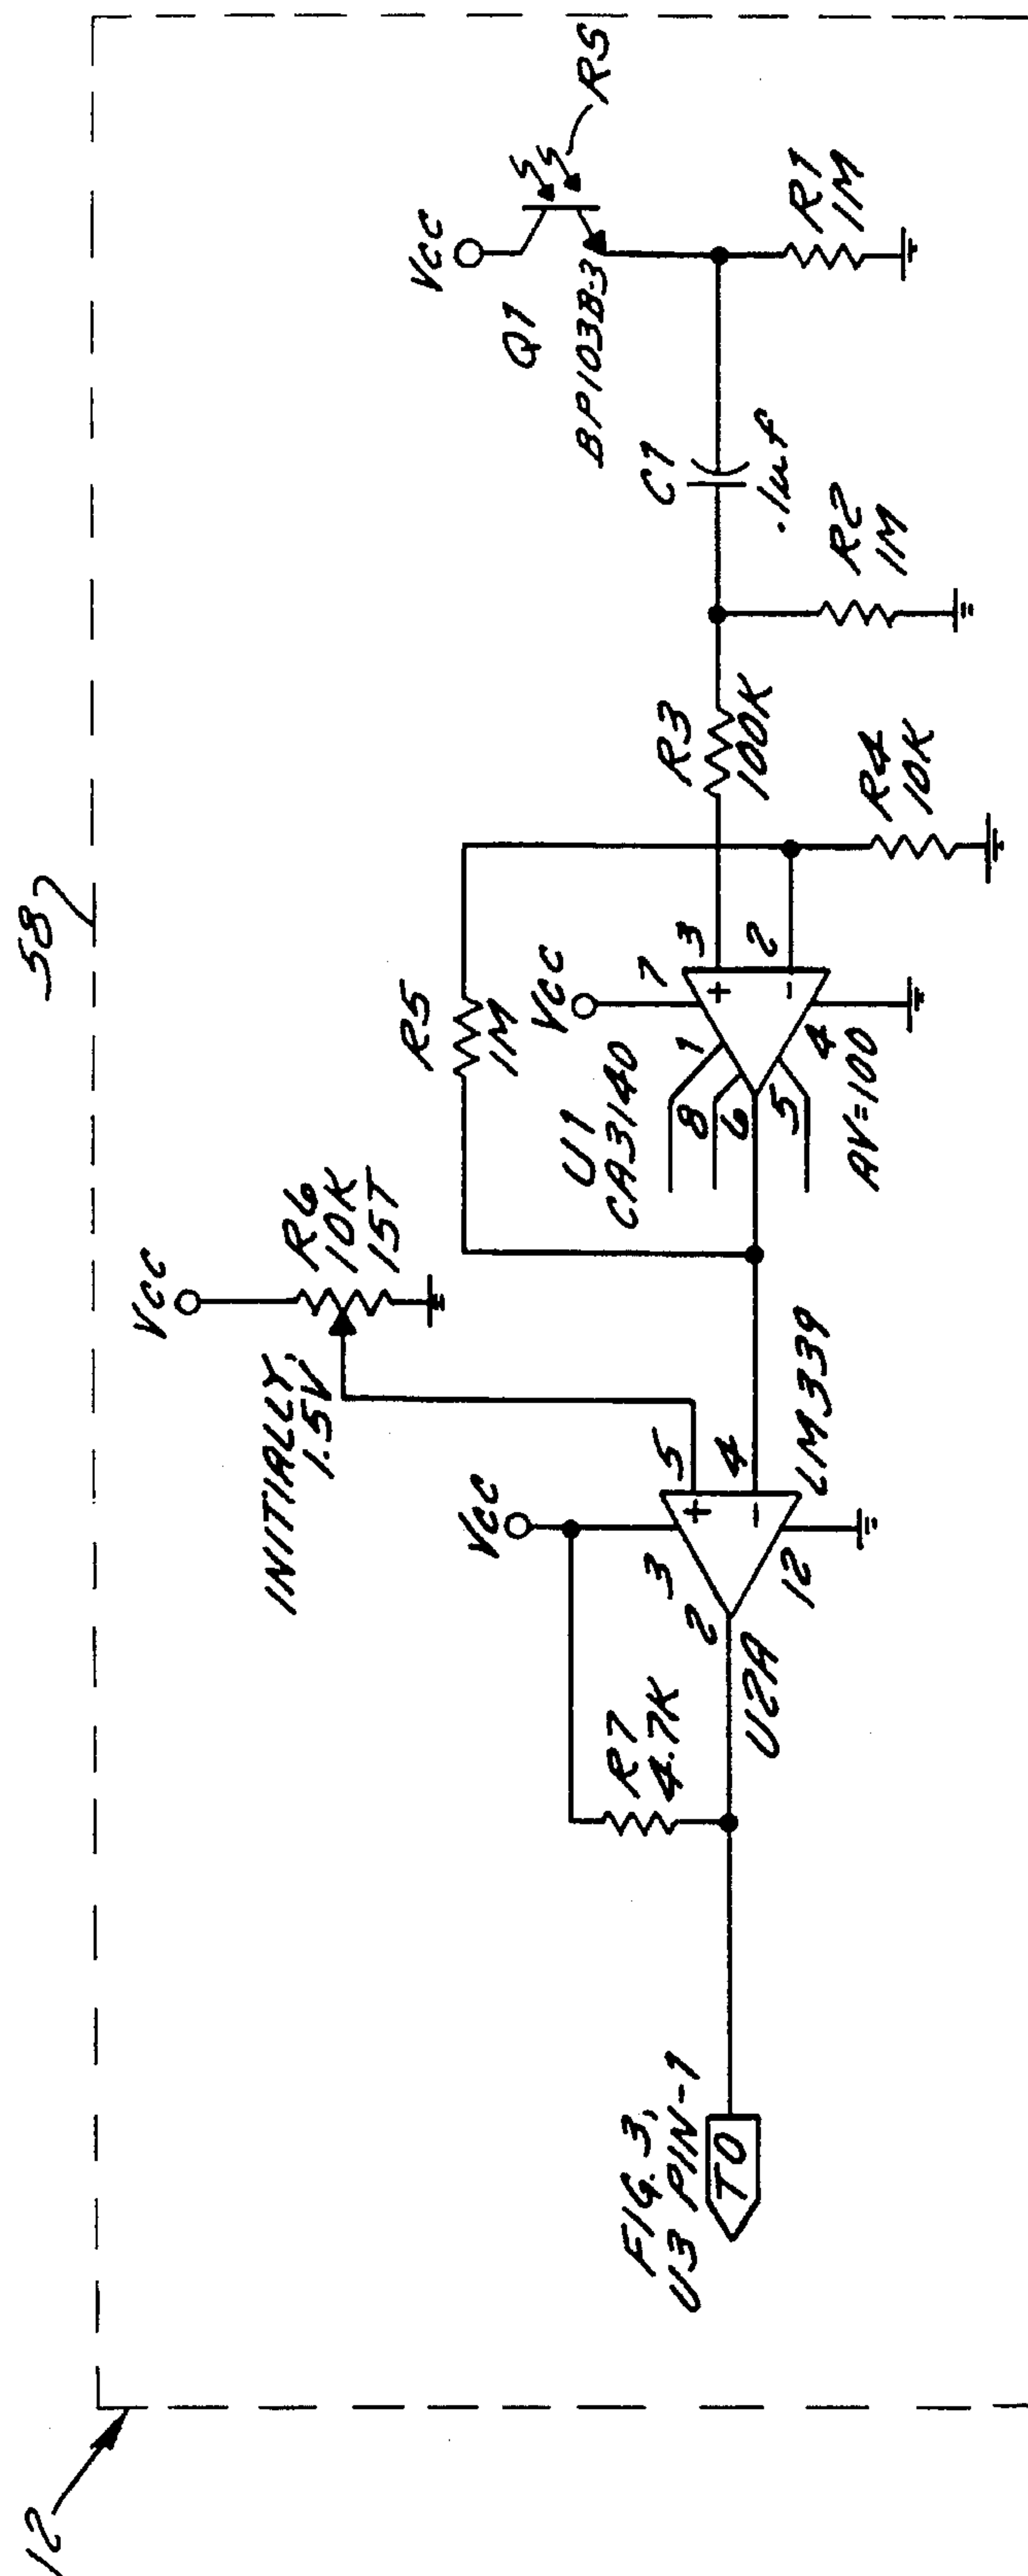 58
12
Vcc
Q1
BP103B-3
RS
R1
1M
C1
.1uf
R2
1M
R3
100K
R4
10K
R5
1M
Vcc
U1
CA3140
7
3
2
1
8
6
5
4
+
-
AV=100
Vcc
R6
10K
15T
INITIALLY,
1.5V
Vcc
5
4
3
2
12
+
-
LM339
U2A
R7
4.7K
FIG. 3,
U3 PIN-1
TO